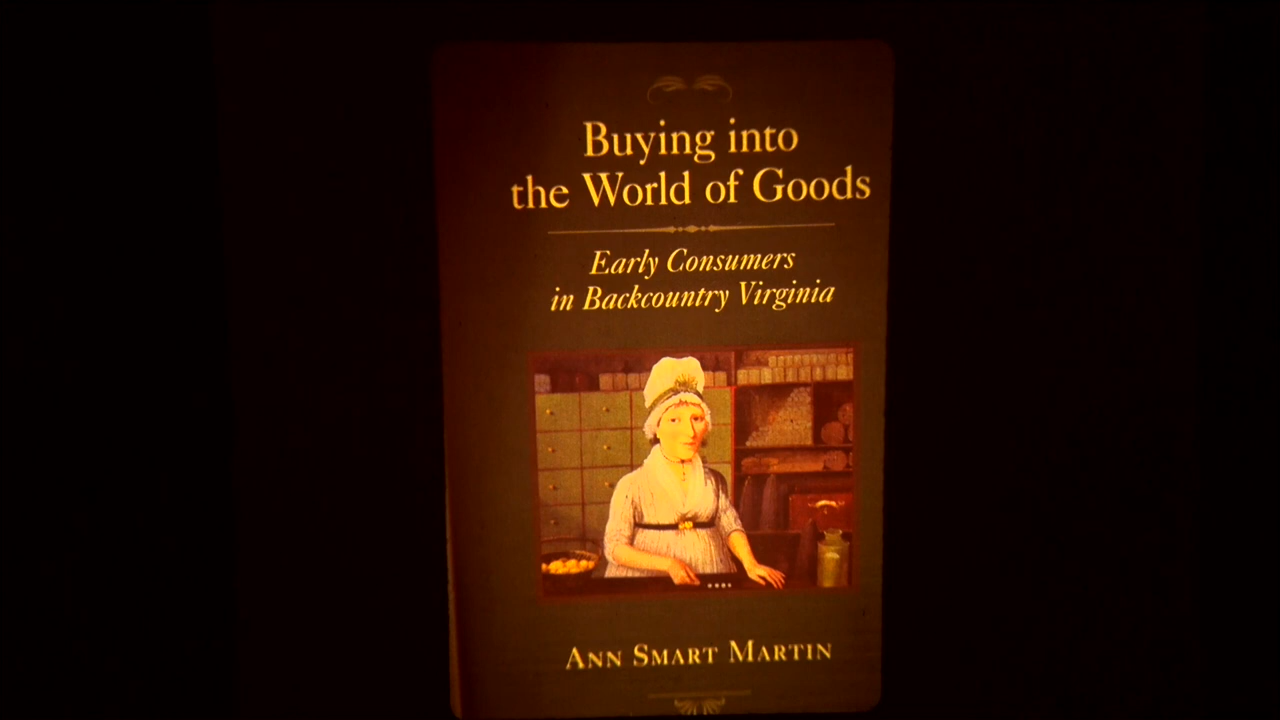 Buying into
the World of Goods
Early Consumers
in Backcountry Virginia
ANN SMART MARTIN